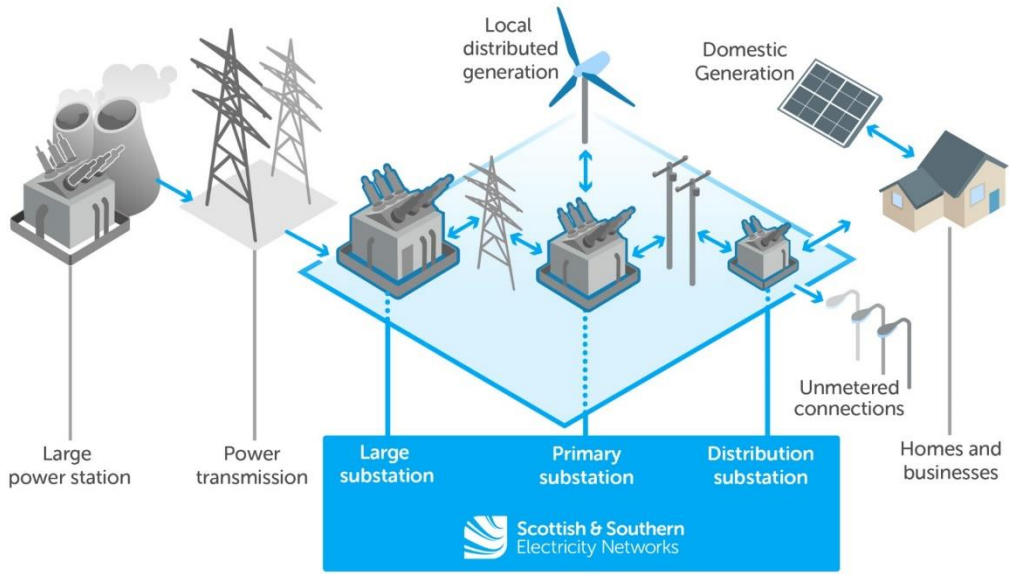 Local
distributed
generation
Domestic
Generation
Unmetered
connections
Large
power station
Power
transmission
Large
substation
Primary
substation
Distribution
substation
Homes and
businesses
Scottish & Southern
Electricity Networks